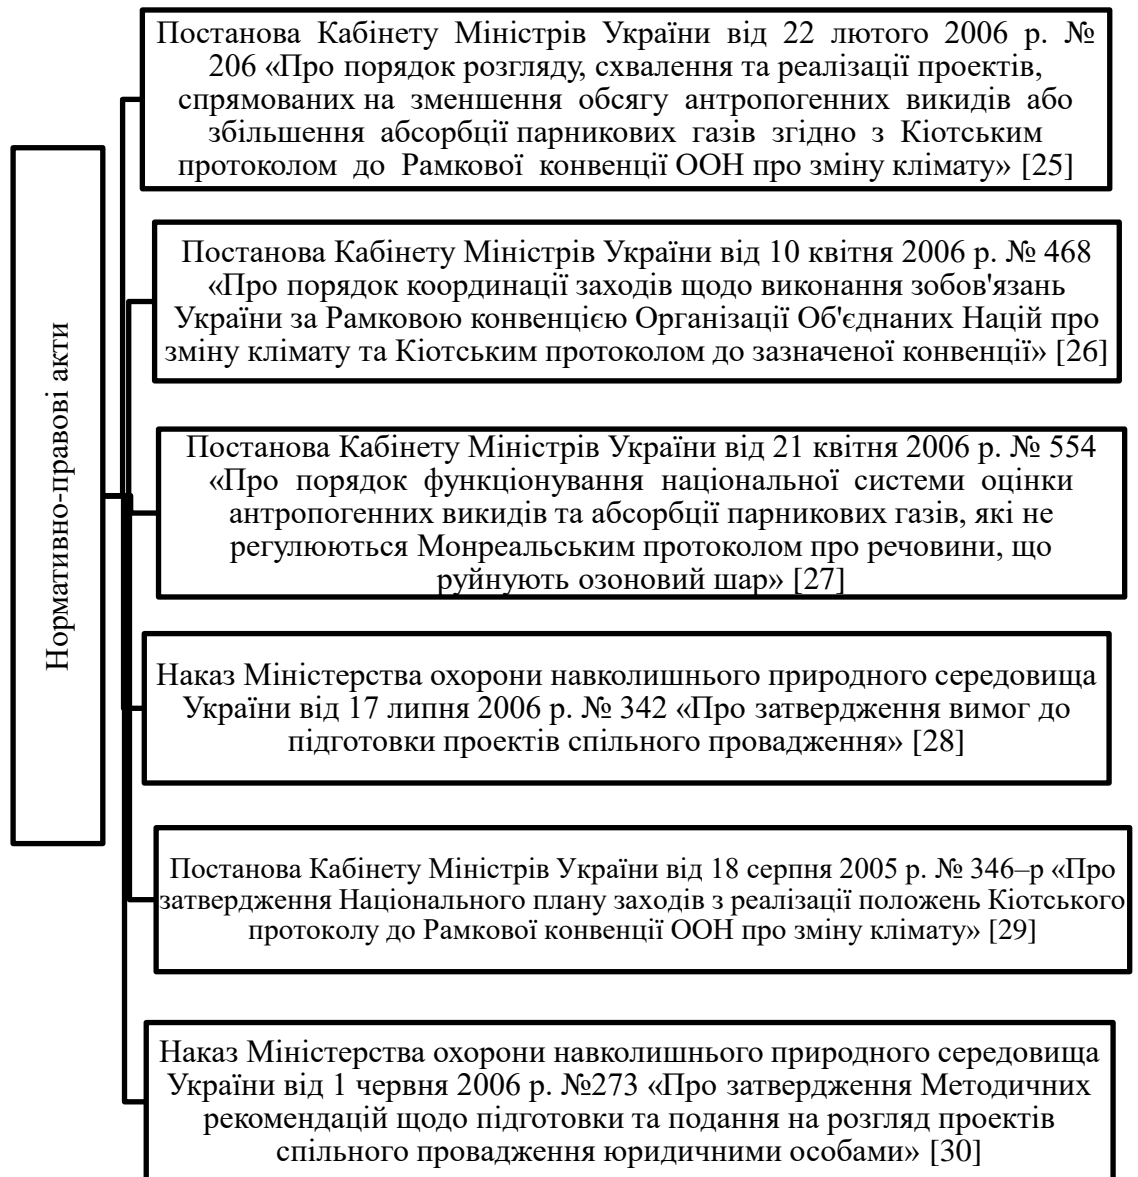 Нормативно-правові акти
Постанова Кабінету Міністрів України від 22 лютого 2006 р. №
206 «Про порядок розгляду, схвалення та реалізації проектів,
спрямованих на зменшення обсягу антропогенних викидів або
збільшення абсорбції парникових газів згідно з Кіотським
протоколом до Рамкової конвенції ООН про зміну клімату» [25]
Постанова Кабінету Міністрів України від 10 квітня 2006 р. № 468
«Про порядок координації заходів щодо виконання зобов'язань
України за Рамковою конвенцією Організації Об'єднаних Націй про
зміну клімату та Кіотським протоколом до зазначеної конвенції» [26]
Постанова Кабінету Міністрів України від 21 квітня 2006 р. № 554
«Про порядок функціонування національної системи оцінки
антропогенних викидів та абсорбції парникових газів, які не
регулюються Монреальським протоколом про речовини, що
руйнують озоновий шар» [27]
Наказ Міністерства охорони навколишнього природного середовища
України від 17 липня 2006 р. № 342 «Про затвердження вимог до
підготовки проектів спільного провадження» [28]
Постанова Кабінету Міністрів України від 18 серпня 2005 р. № 346–р «Про
затвердження Національного плану заходів з реалізації положень Кіотського
протоколу до Рамкової конвенції ООН про зміну клімату» [29]
Наказ Міністерства охорони навколишнього природного середовища
України від 1 червня 2006 р. №273 «Про затвердження Методичних
рекомендацій щодо підготовки та подання на розгляд проектів
спільного провадження юридичними особами» [30]